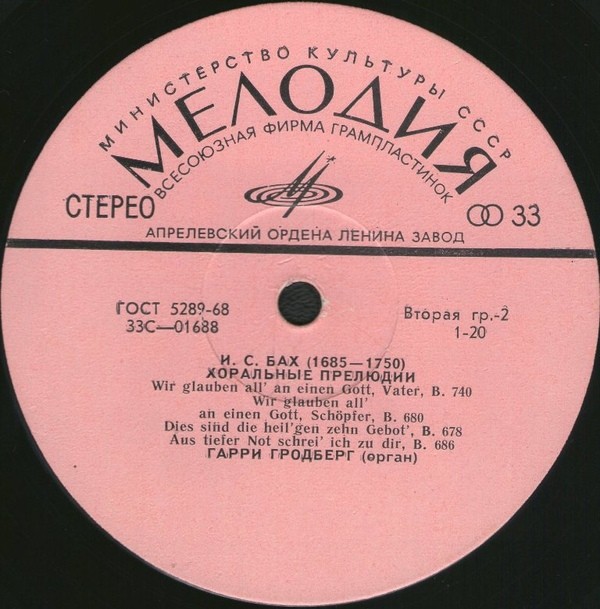 МИНИСТЕРСТВО КУЛЬТУРЫ СССР
МЕЛОДИЯ
ВСЕСОЮЗНАЯ ФИРМА ГРАМПЛАСТИНОК
СТЕРЕО
33
АПРЕЛЕВСКИЙ ОРДЕНА ЛЕНИНА ЗАВОД
ГОСТ 5289-68
33С—01688
Вторая гр.-2
1-20
И. С. БАХ (1685—1750)
ХОРАЛЬНЫЕ ПРЕЛЮДИИ
Wir glauben all' an einen Gott, Vater, B. 740
Wir glauben all'
an einen Gott, Schöpfer, B. 680
Dies sind die heil'gen zehn Gebot', B. 678
Aus tiefer Not schrei' ich zu dir, B. 686
ГАРРИ ГРОДБЕРГ (орган)